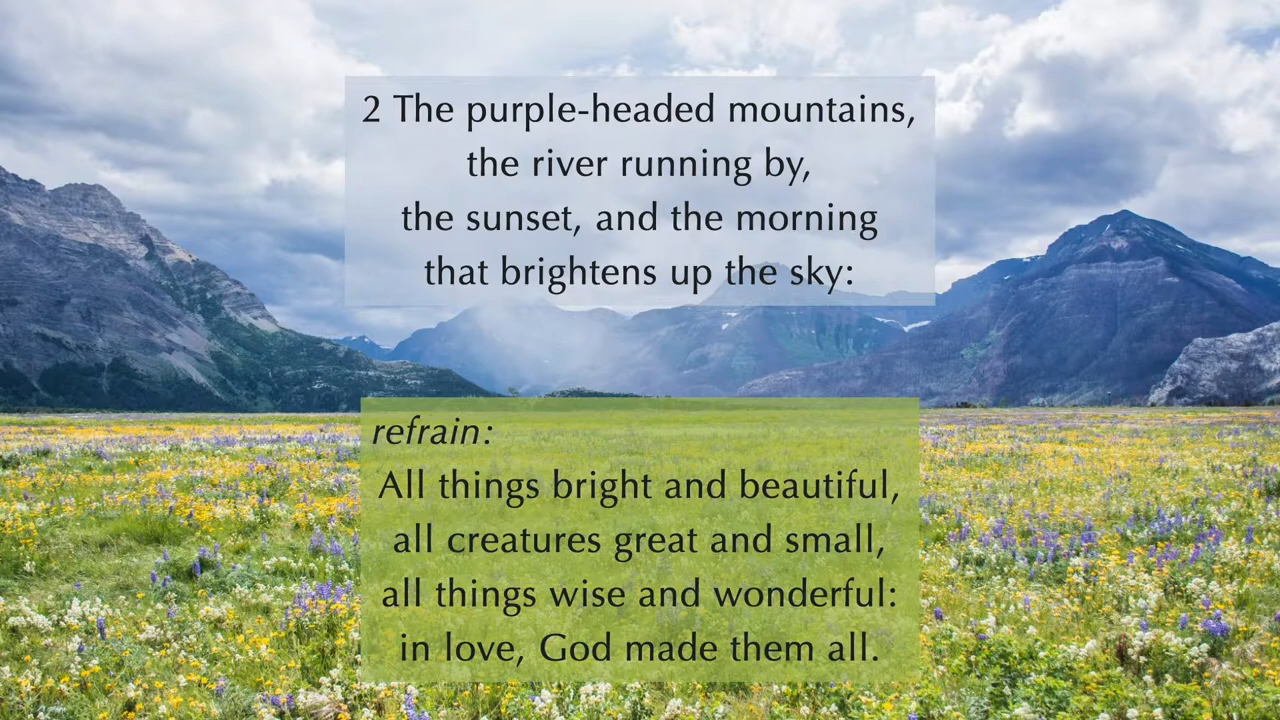 2 The purple-headed mountains,
the river running by,
the sunset, and the morning
that brightens up the sky:
refrain:
All things bright and beautiful,
all creatures great and small,
all things wise and wonderful:
in love, God made them all.